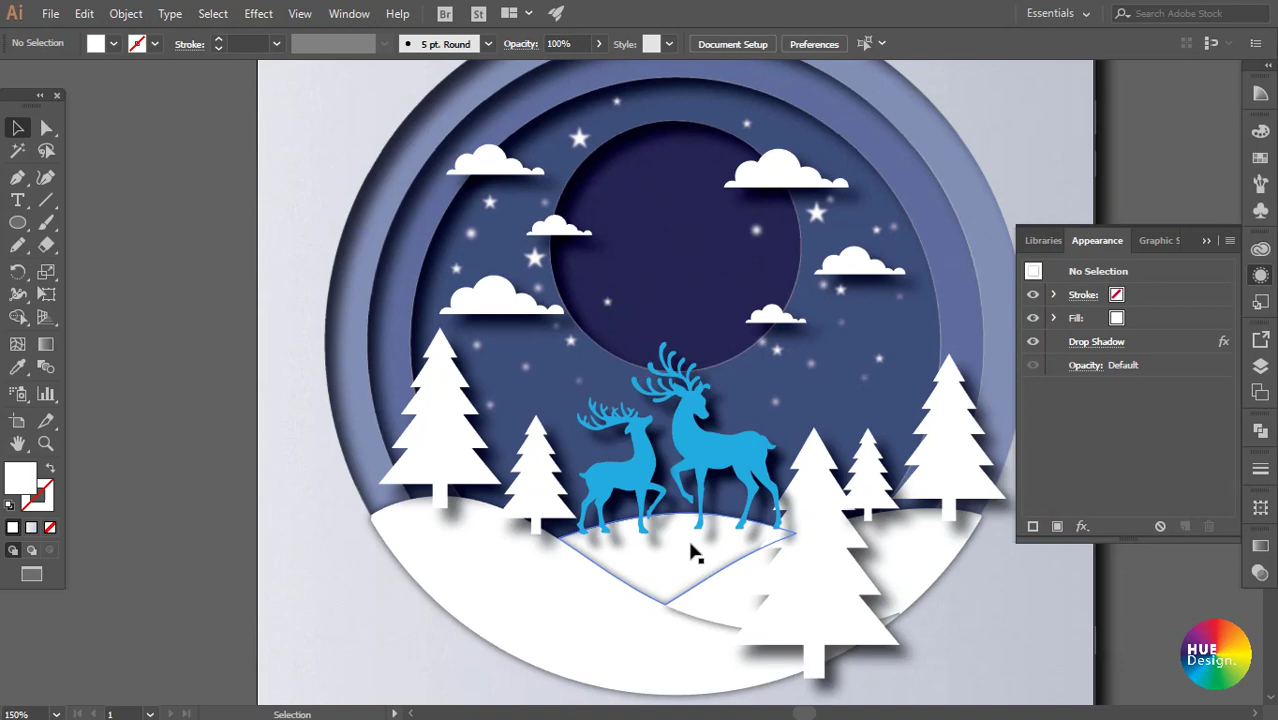 Ai File Edit Object Type Select Effect View Window Help Br St Essentials Search Adobe Stock
No Selection Stroke: 5 pt. Round Opacity: 100% Style: Document Setup Preferences
Libraries Appearance Graphic S
No Selection
Stroke:
Fill:
Drop Shadow fx
Opacity: Default
fx.
HUE
Design.
150% 1 Selection